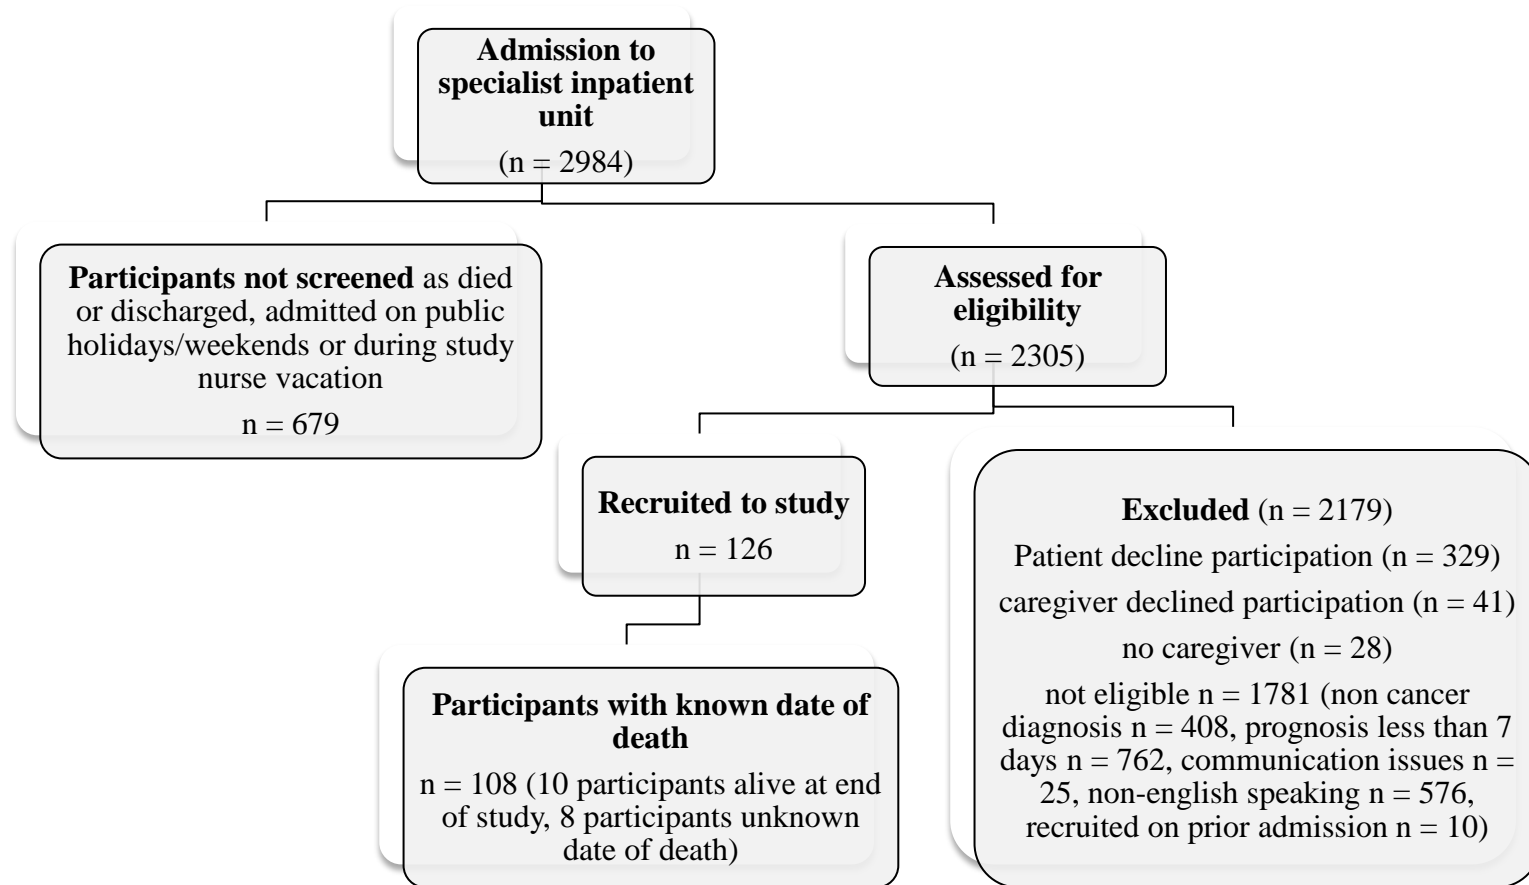 Admission to
specialist inpatient
unit
(n = 2984)
Participants not screened as died
or discharged, admitted on public
holidays/weekends or during study
nurse vacation
n = 679
Assessed for
eligibility
(n = 2305)
Recruited to study
n = 126
Excluded (n = 2179)
Patient decline participation (n = 329)
caregiver declined participation (n = 41)
no caregiver (n = 28)
not eligible n = 1781 (non cancer
diagnosis n = 408, prognosis less than 7
days n = 762, communication issues n =
25, non-english speaking n = 576,
recruited on prior admission n = 10)
Participants with known date of
death
n = 108 (10 participants alive at end
of study, 8 participants unknown
date of death)